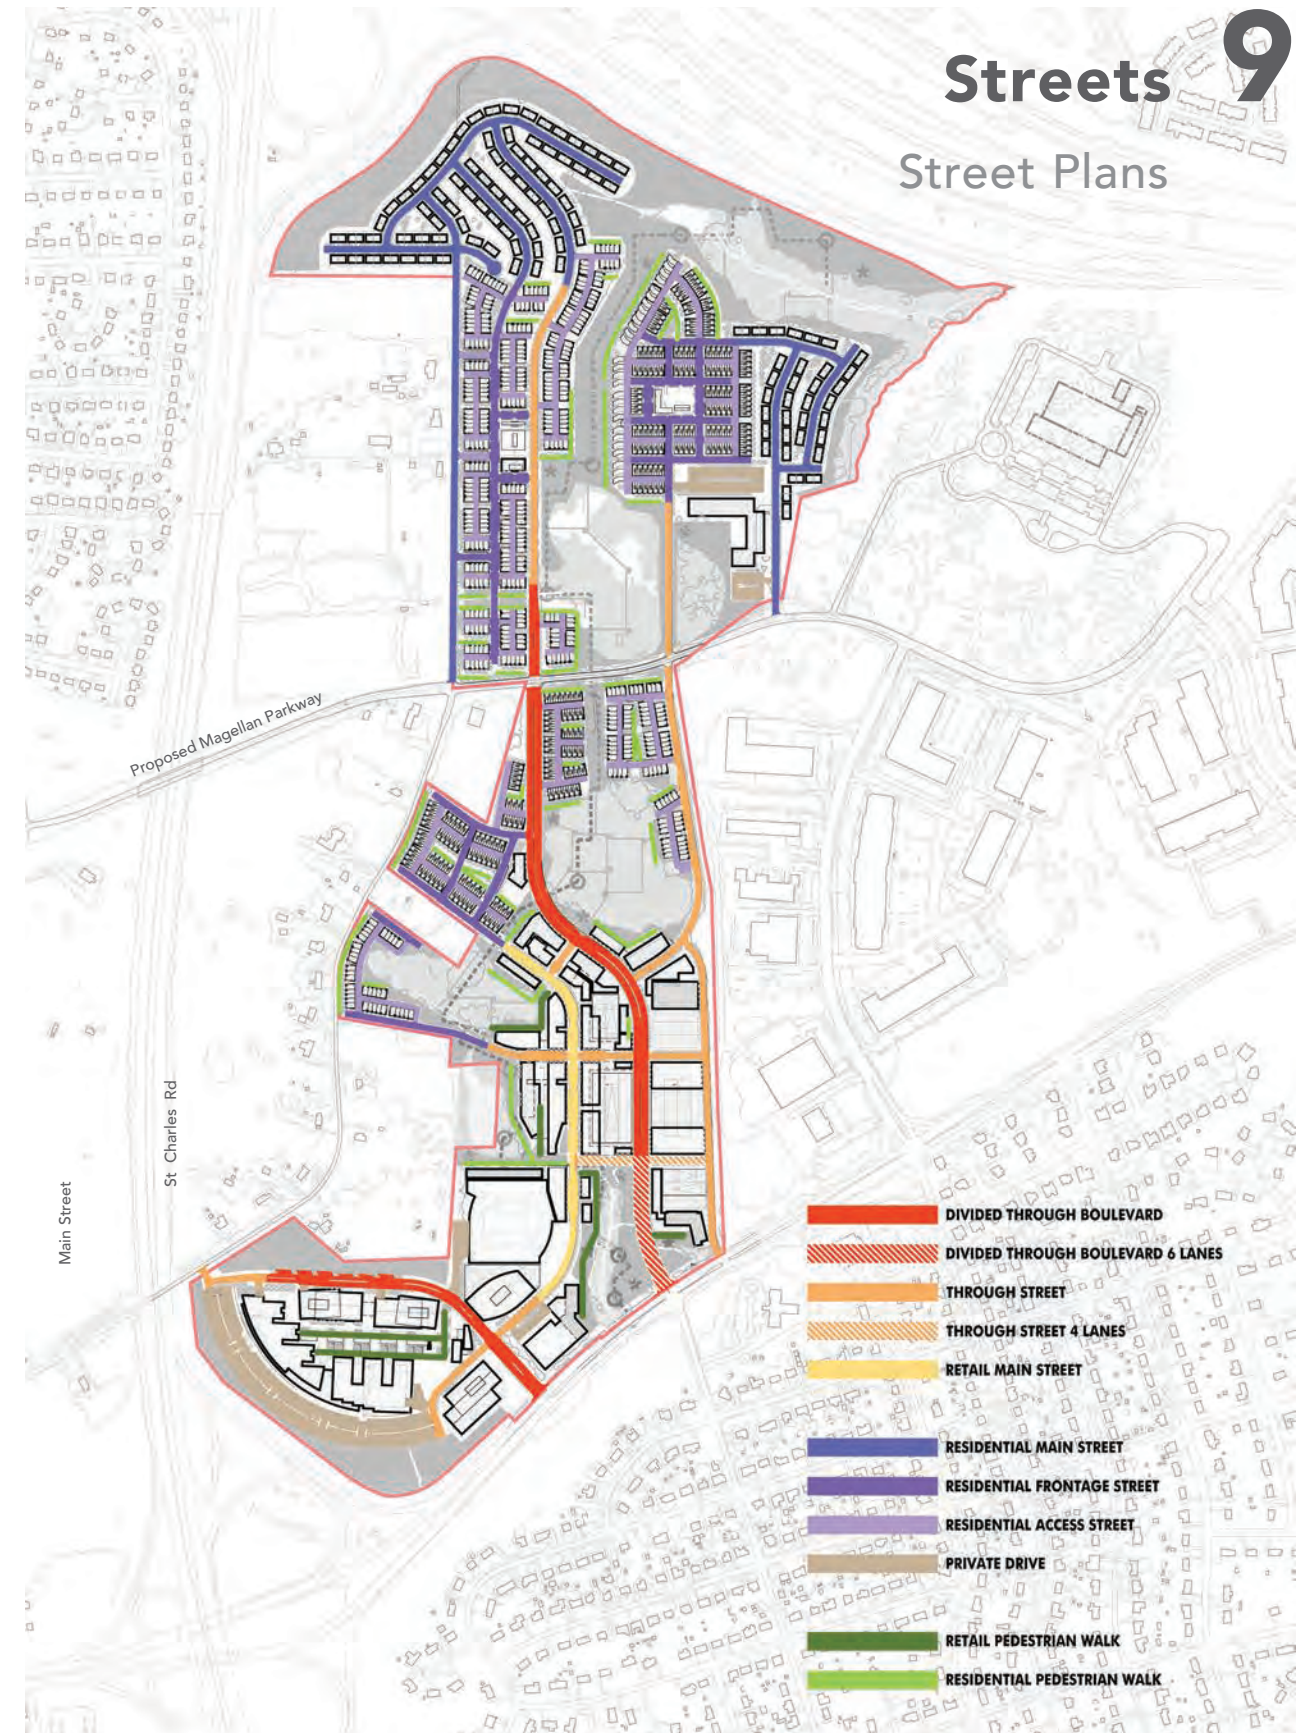 Streets 9
Street Plans
Proposed Magellan Parkway
St Charles Rd
Main Street
DIVIDED THROUGH BOULEVARD
DIVIDED THROUGH BOULEVARD 6 LANES
THROUGH STREET
THROUGH STREET 4 LANES
RETAIL MAIN STREET
RESIDENTIAL MAIN STREET
RESIDENTIAL FRONTAGE STREET
RESIDENTIAL ACCESS STREET
PRIVATE DRIVE
RETAIL PEDESTRIAN WALK
RESIDENTIAL PEDESTRIAN WALK